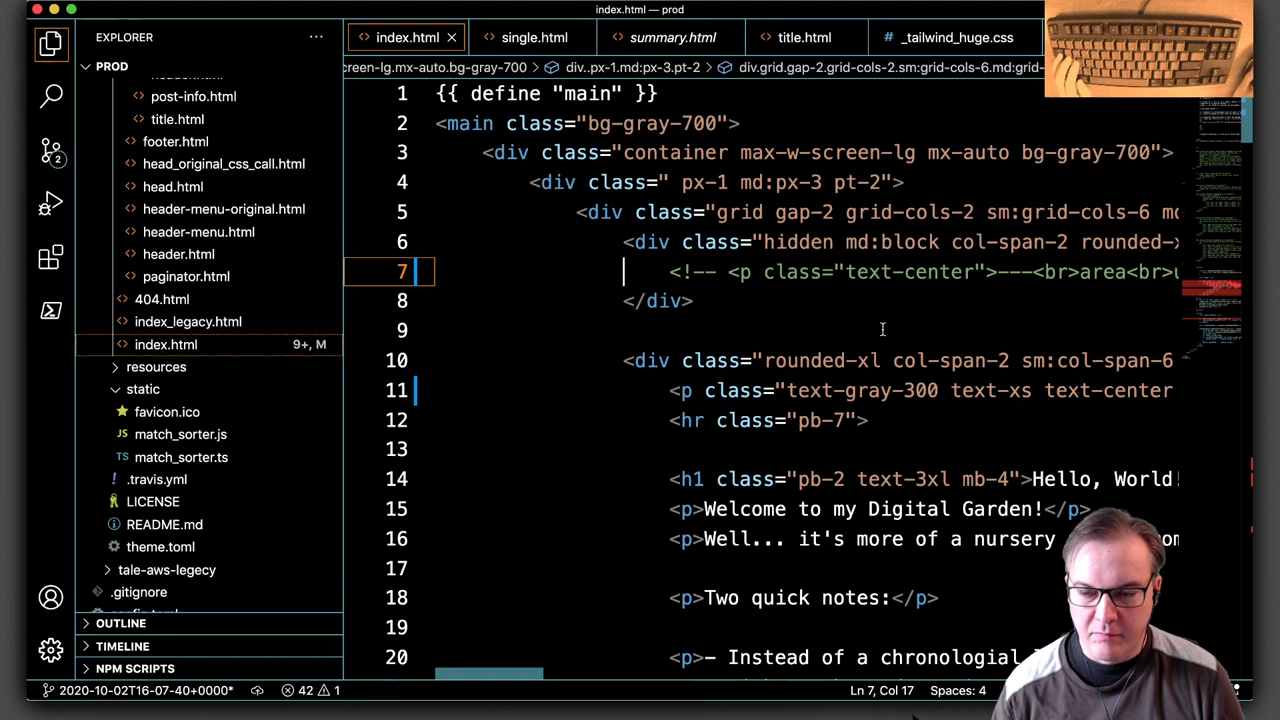 index.html — prod
EXPLORER
PROD
post-info.html
title.html
footer.html
head_original_css_call.html
head.html
header-menu-original.html
header-menu.html
header.html
paginator.html
404.html
index_legacy.html
index.html 9+, M
resources
static
favicon.ico
JS match_sorter.js
TS match_sorter.ts
.travis.yml
LICENSE
README.md
theme.toml
tale-aws-legacy
.gitignore
OUTLINE
TIMELINE
NPM SCRIPTS
2
index.html single.html summary.html title.html # _tailwind_huge.css
creen-lg.mx-auto.bg-gray-700 > div..px-1.md:px-3.pt-2 > div.grid.gap-2.grid-cols-2.sm:grid-cols-6.md:grid-
1 {{ define "main" }}
2 <main class="bg-gray-700">
3 <div class="container max-w-screen-lg mx-auto bg-gray-700">
4 <div class=" px-1 md:px-3 pt-2">
5 <div class="grid gap-2 grid-cols-2 sm:grid-cols-6
6 <div class="hidden md:block col-span-2 rounded-
7 <!-- <p class="text-center">---<br>area<br>
8 </div>
9
10 <div class="rounded-xl col-span-2 sm:col-span-6
11 <p class="text-gray-300 text-xs text-center
12 <hr class="pb-7">
13
14 <h1 class="pb-2 text-3xl mb-4">Hello, World!
15 <p>Welcome to my Digital Garden!</p>
16 <p>Well... it's more of a nursery
17
18 <p>Two quick notes:</p>
19
20 <p>- Instead of a chronologial
2020-10-02T16-07-40+0000* 42 1 Ln 7, Col 17 Spaces: 4